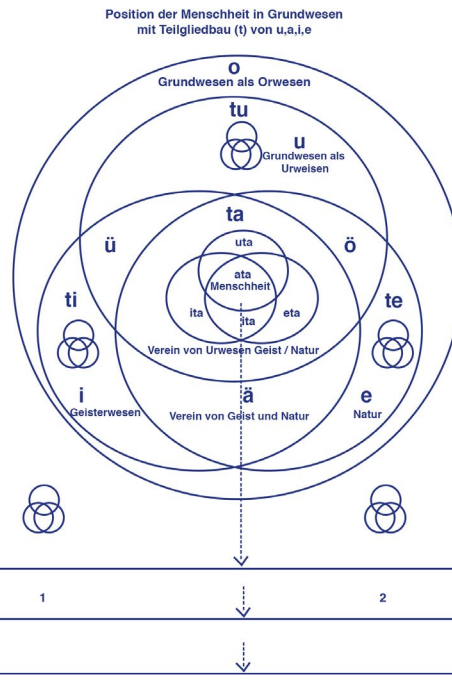 Position der Menschheit in Grundwesen
mit Teilgliedbau (t) von u,a,i,e
o
Grundwesen als Orwesen
tu
u
Grundwesen als
Urweisen
ta
ü
ö
uta
ata
Menschheit
ti
te
ita
eta
ita
Verein von Urwesen Geist / Natur
i
ä
e
Geisterwesen
Verein von Geist und Natur
Natur
1
2